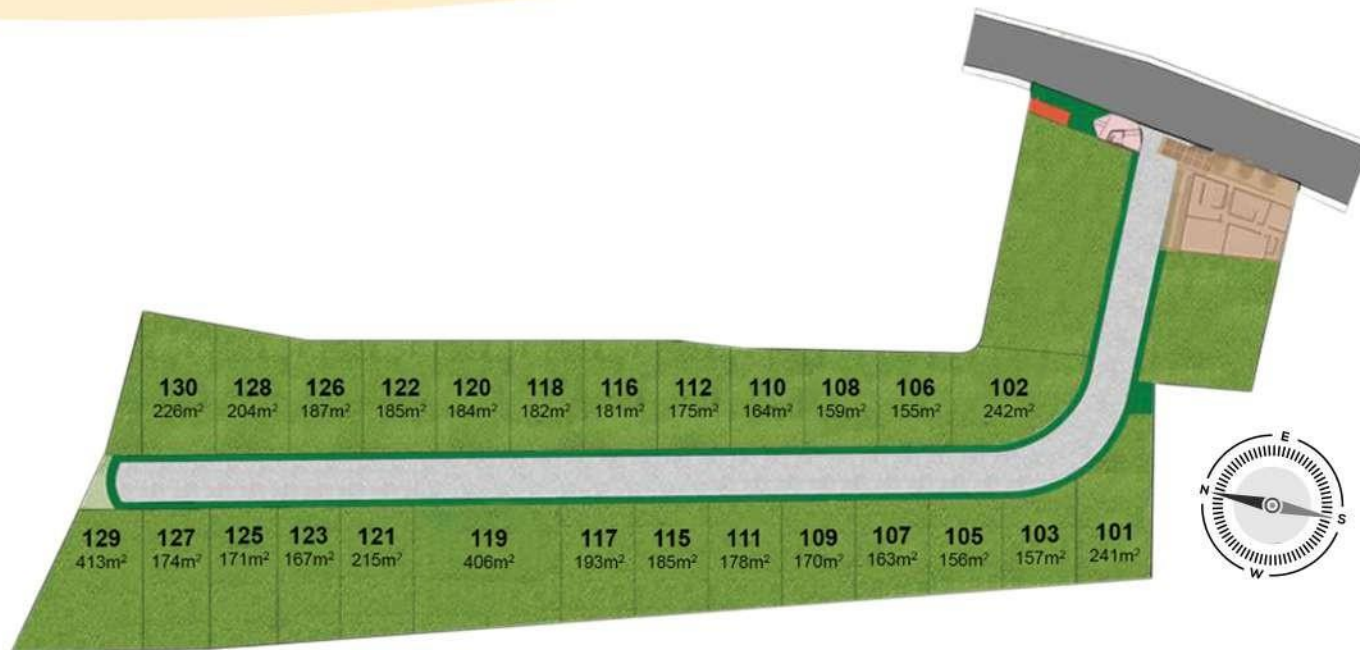 130 128 126 122 120 118 116 112 110 108 106 102
226m² 204m² 187m² 185m² 184m² 182m² 181m² 175m² 164m² 159m² 155m² 242m²
E
N
S
W
129 127 125 123 121 119 117 115 111 109 107 105 103 101
413m² 174m² 171m² 167m² 215m² 406m² 193m² 185m² 178m² 170m² 163m² 156m² 157m² 241m²